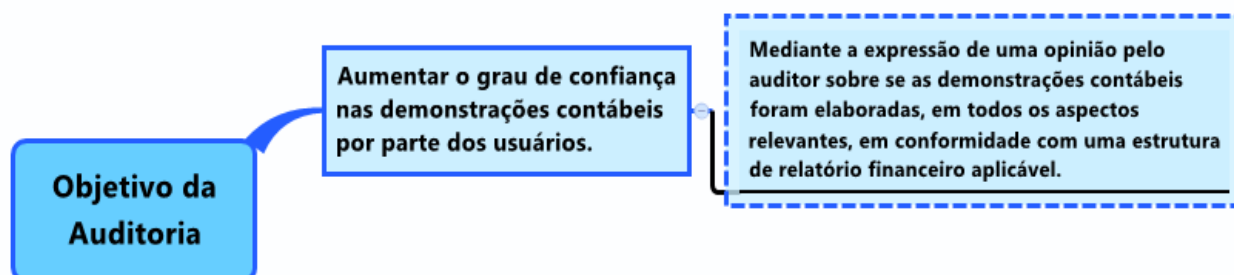 Objetivo da
Auditoria
Aumentar o grau de confiança
nas demonstrações contábeis
por parte dos usuários.
Mediante a expressão de uma opinião pelo
auditor sobre se as demonstrações contábeis
foram elaboradas, em todos os aspectos
relevantes, em conformidade com uma estrutura
de relatório financeiro aplicável.